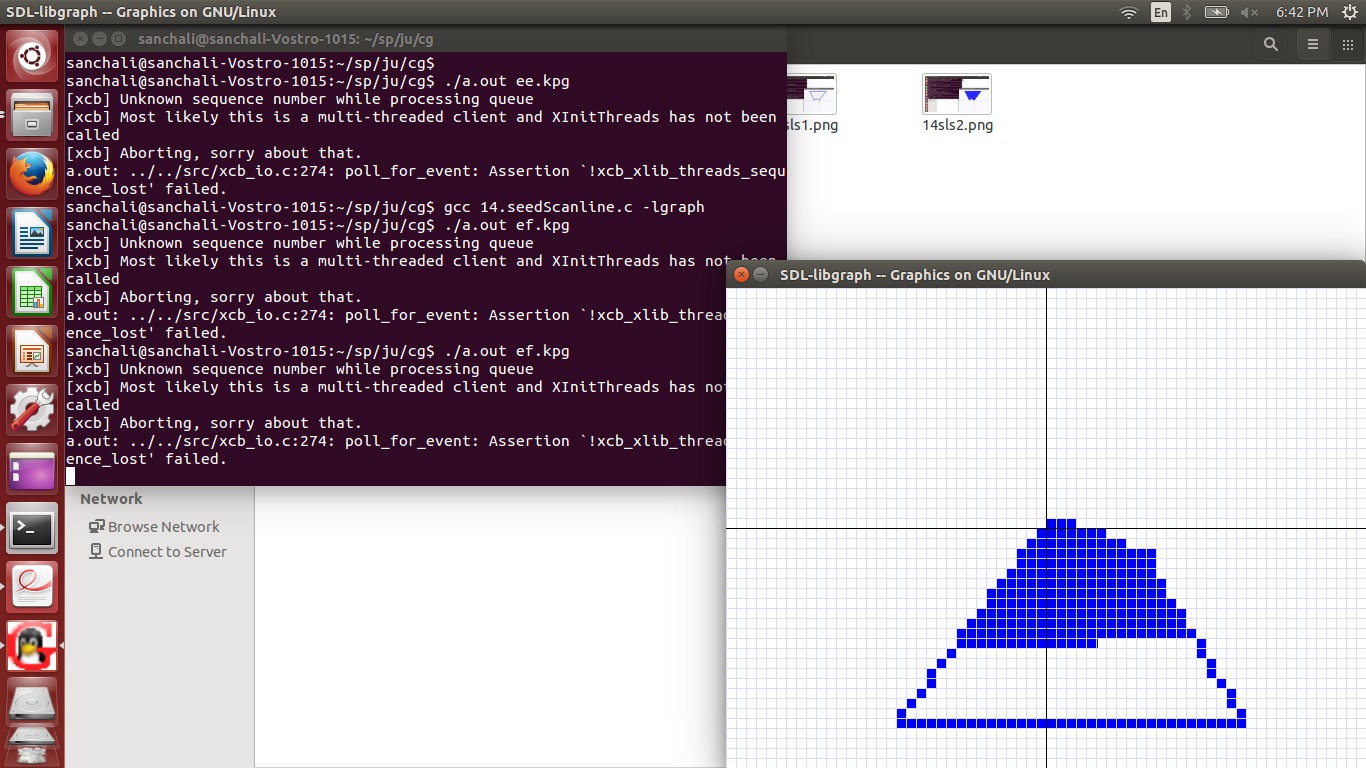 SDL-libgraph -- Graphics on GNU/Linux
En
6:42 PM
sanchali@sanchali-Vostro-1015: ~/sp/ju/cg
sanchali@sanchali-Vostro-1015:~/sp/ju/cg$
sanchali@sanchali-Vostro-1015:~/sp/ju/cg$ ./a.out ee.kpg
[xcb] Unknown sequence number while processing queue
[xcb] Most likely this is a multi-threaded client and XInitThreads has not been
called
[xcb] Aborting, sorry about that.
a.out: ../../src/xcb_io.c:274: poll_for_event: Assertion `!xcb_xlib_threads_sequ
ence_lost' failed.
sanchali@sanchali-Vostro-1015:~/sp/ju/cg$ gcc 14.seedScanline.c -lgraph
sanchali@sanchali-Vostro-1015:~/sp/ju/cg$ ./a.out ef.kpg
[xcb] Unknown sequence number while processing queue
[xcb] Most likely this is a multi-threaded client and XInitThreads has not been
called
[xcb] Aborting, sorry about that.
a.out: ../../src/xcb_io.c:274: poll_for_event: Assertion `!xcb_xlib_threa
ence_lost' failed.
sanchali@sanchali-Vostro-1015:~/sp/ju/cg$ ./a.out ef.kpg
[xcb] Unknown sequence number while processing queue
[xcb] Most likely this is a multi-threaded client and XInitThreads has not
called
[xcb] Aborting, sorry about that.
a.out: ../../src/xcb_io.c:274: poll_for_event: Assertion `!xcb_xlib_threa
ence_lost' failed.
sls1.png
14sls2.png
SDL-libgraph -- Graphics on GNU/Linux
Network
Browse Network
Connect to Server